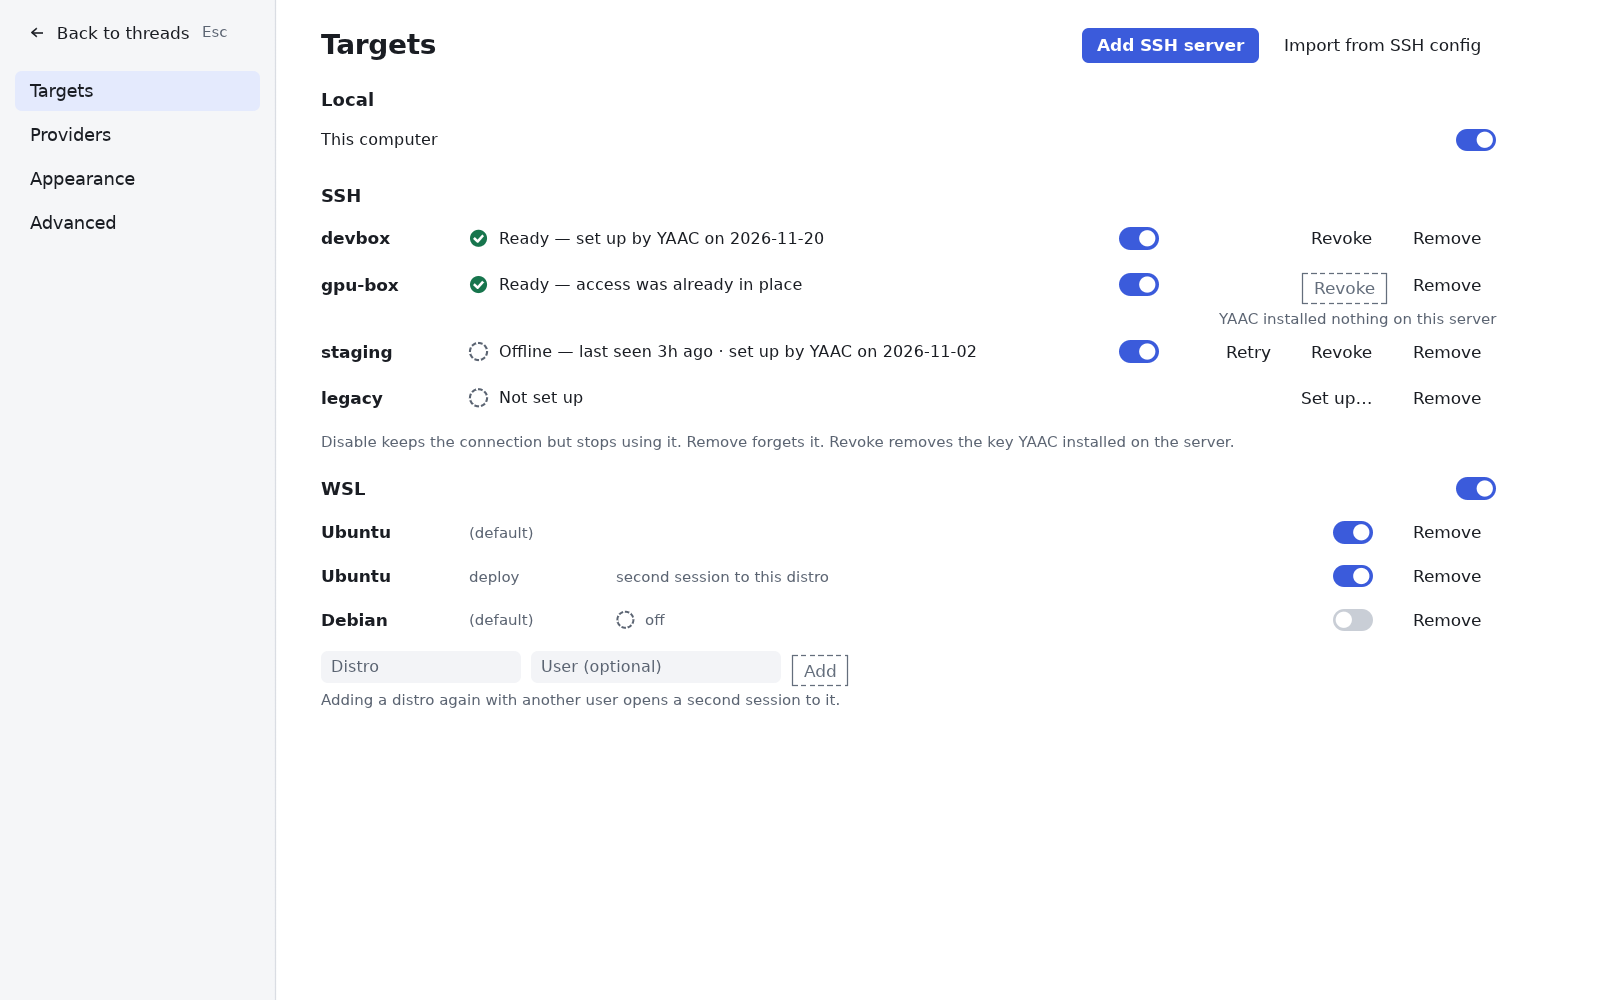 Back to threads Esc
Targets
Providers
Appearance
Advanced
Targets Add SSH server Import from SSH config
Local
This computer
SSH
devbox Ready — set up by YAAC on 2026-11-20 Revoke Remove
gpu-box Ready — access was already in place Revoke Remove
YAAC installed nothing on this server
staging Offline — last seen 3h ago · set up by YAAC on 2026-11-02 Retry Revoke Remove
legacy Not set up Set up… Remove
Disable keeps the connection but stops using it. Remove forgets it. Revoke removes the key YAAC installed on the server.
WSL
Ubuntu (default) Remove
Ubuntu deploy second session to this distro Remove
Debian (default) off Remove
Distro User (optional) Add
Adding a distro again with another user opens a second session to it.